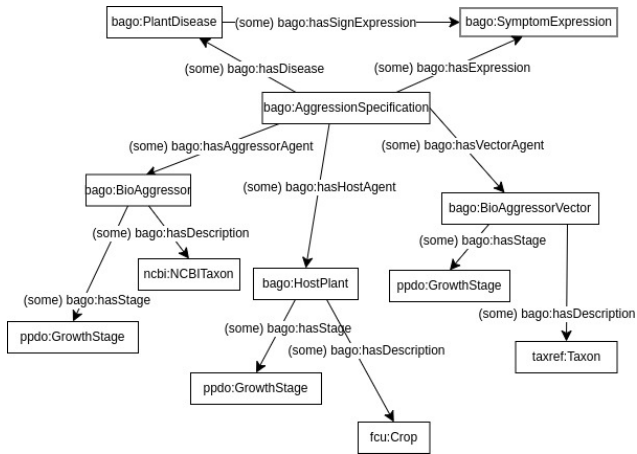 bago:PlantDisease
(some) bago:hasSignExpression
bago:SymptomExpression
(some) bago:hasDisease
(some) bago:hasExpression
bago:AggressionSpecification
(some) bago:hasAggressorAgent
(some) bago:hasVectorAgent
bago:BioAggressor
(some) bago:hasHostAgent
bago:BioAggressorVector
(some) bago:hasDescription
(some) bago:hasStage
ncbi:NCBITaxon
bago:HostPlant
ppdo:GrowthStage
(some) bago:hasStage
(some) bago:hasDescription
ppdo:GrowthStage
(some) bago:hasStage
(some) bago:hasDescription
taxref:Taxon
ppdo:GrowthStage
fcu:Crop